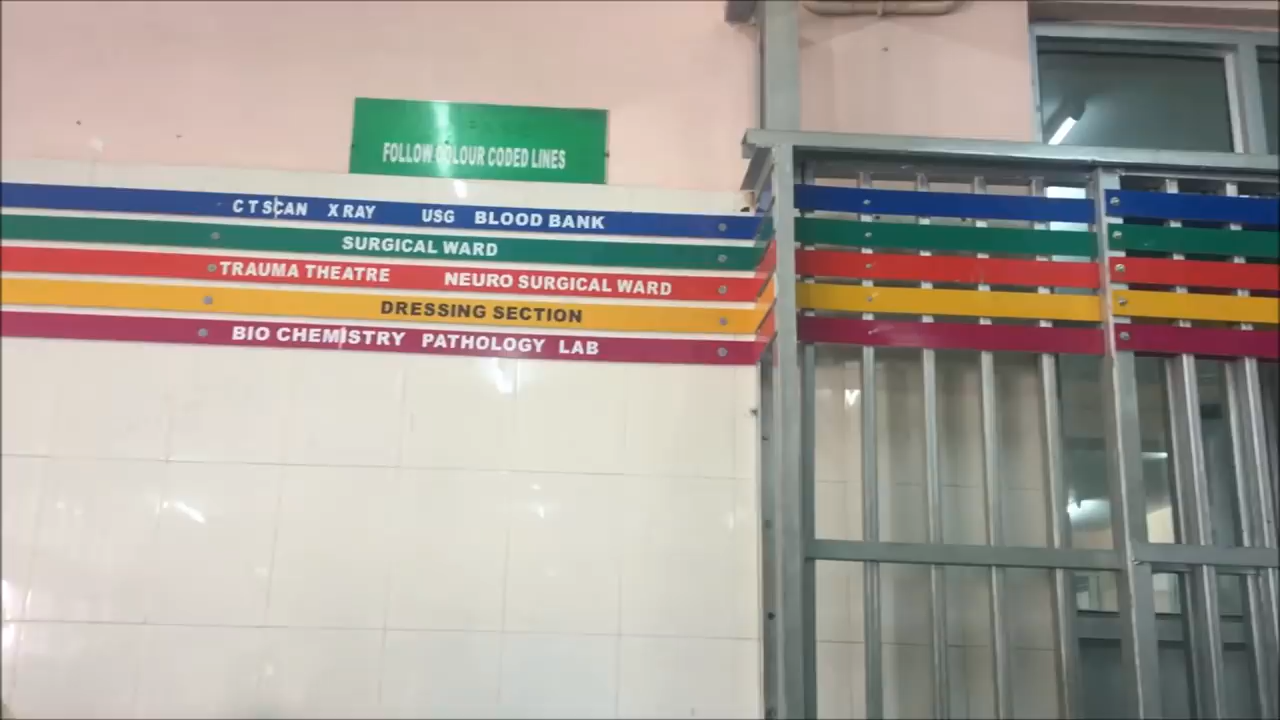 FOLLOW COLOUR CODED LINES
C T SCAN X RAY USG BLOOD BANK
SURGICAL WARD
TRAUMA THEATRE NEURO SURGICAL WARD
DRESSING SECTION
BIO CHEMISTRY PATHOLOGY LAB